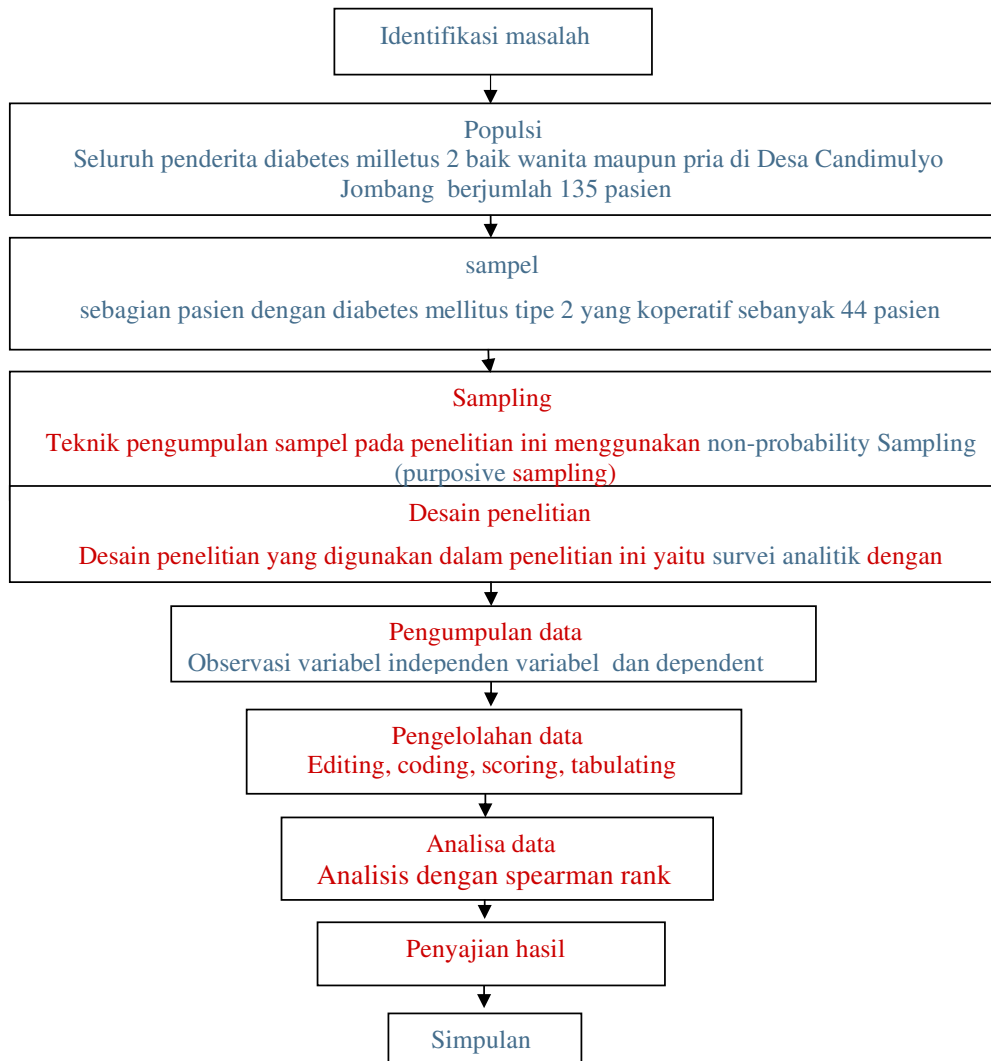 Identifikasi masalah
Populsi
Seluruh penderita diabetes milletus 2 baik wanita maupun pria di Desa Candimulyo
Jombang berjumlah 135 pasien
sampel
sebagian pasien dengan diabetes mellitus tipe 2 yang koperatif sebanyak 44 pasien
Sampling
Teknik pengumpulan sampel pada penelitian ini menggunakan non-probability Sampling
(purposive sampling)
Desain penelitian
Desain penelitian yang digunakan dalam penelitian ini yaitu survei analitik dengan
Pengumpulan data
Observasi variabel independen variabel dan dependent
Pengelolahan data
Editing, coding, scoring, tabulating
Analisa data
Analisis dengan spearman rank
Penyajian hasil
Simpulan